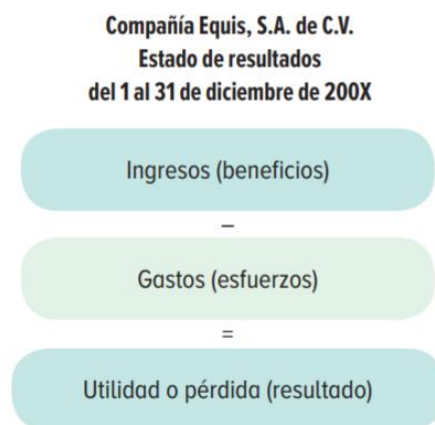 Compañía Equis, S.A. de C.V.
Estado de resultados
del 1 al 31 de diciembre de 200X
Ingresos (beneficios)
–
Gastos (esfuerzos)
=
Utilidad o pérdida (resultado)